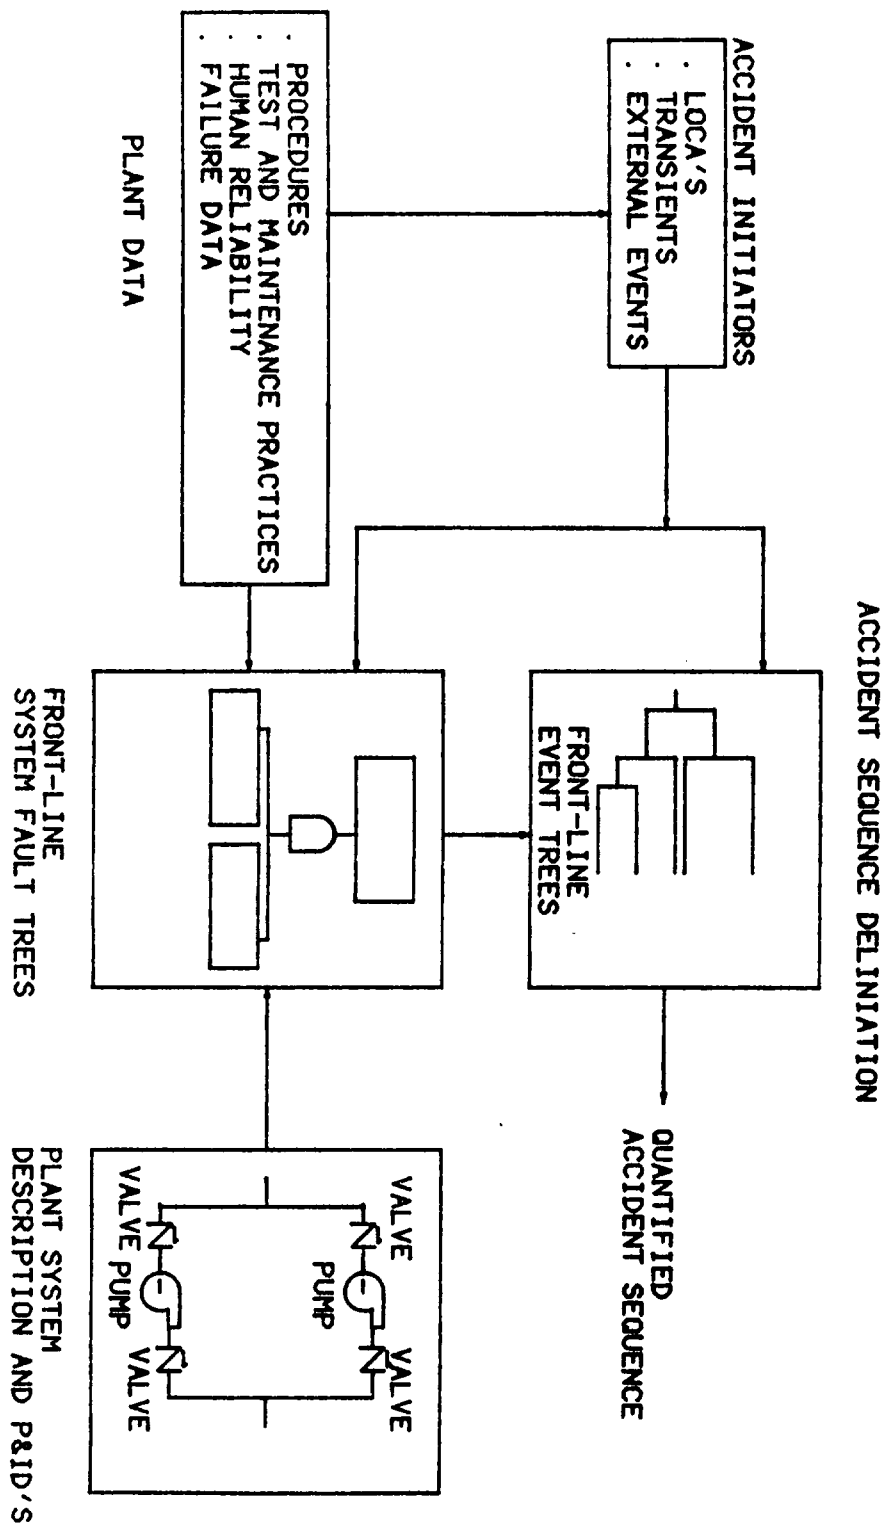 ACCIDENT SEQUENCE DELINIATION
ACCIDENT INITIATORS
. LOCA'S
. TRANSIENTS
. EXTERNAL EVENTS
FRONT-LINE
EVENT TREES
QUANTIFIED
ACCIDENT SEQUENCE
. PROCEDURES
. TEST AND MAINTENANCE PRACTICES
. HUMAN RELIABILITY
. FAILURE DATA
PLANT DATA
FRONT-LINE
SYSTEM FAULT TREES
VALVE
PUMP
VALVE
VALVE
PUMP
VALVE
PLANT SYSTEM
DESCRIPTION AND P&ID'S